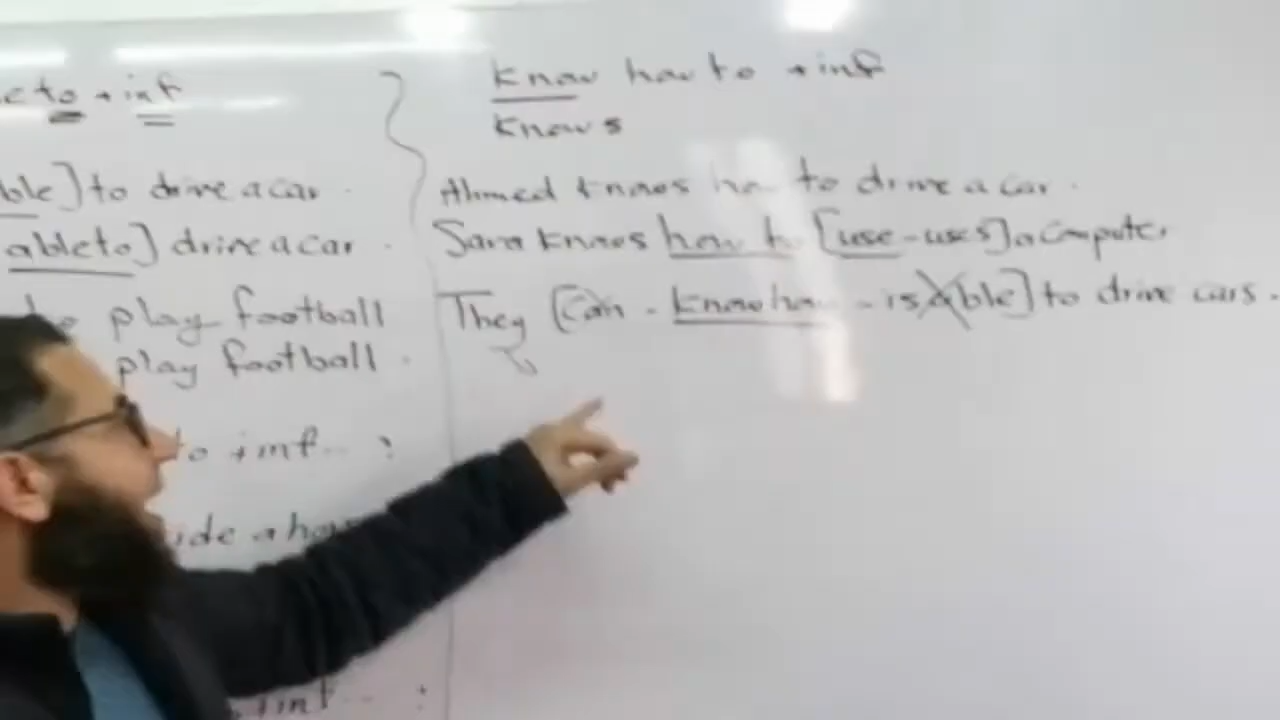 to + inf
ble] to drive a car .
able to] drive a car .
play football
play football .
to + inf... :
ide a ho
+ inf... :
know how to + inf
knows
Ahmed knows how to drive a car .
Sara knows how to [use - uses] a computer
They [can - know how - is able] to drive cars .